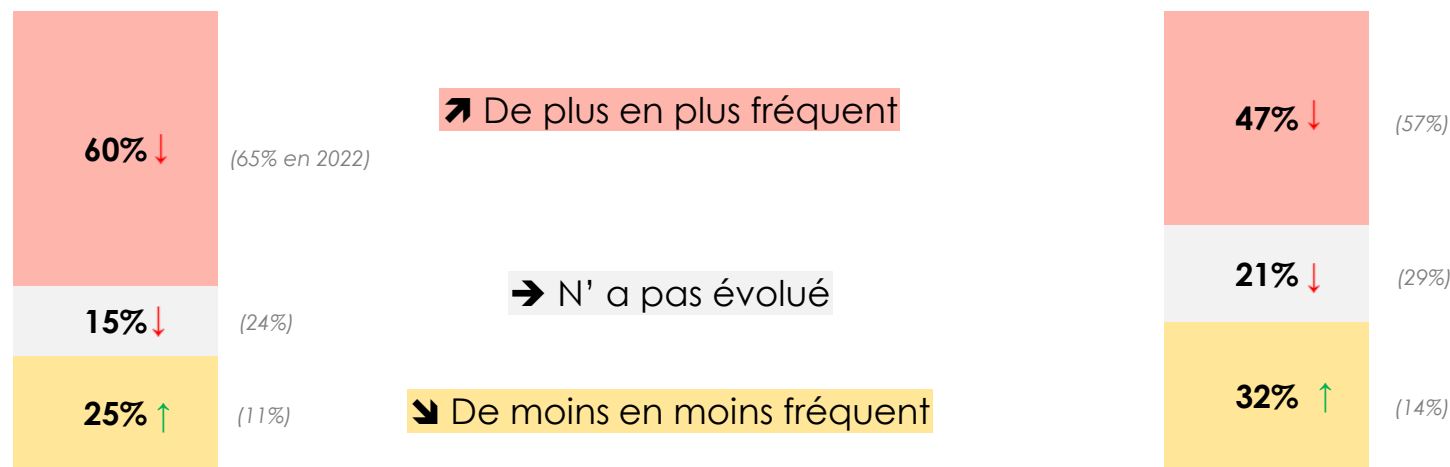 ↗ De plus en plus fréquent
60% ↓ (65% en 2022)
47% ↓ (57%)
→ N' a pas évolué
15% ↓ (24%)
21% ↓ (29%)
↘ De moins en moins fréquent
25% ↑ (11%)
32% ↑ (14%)